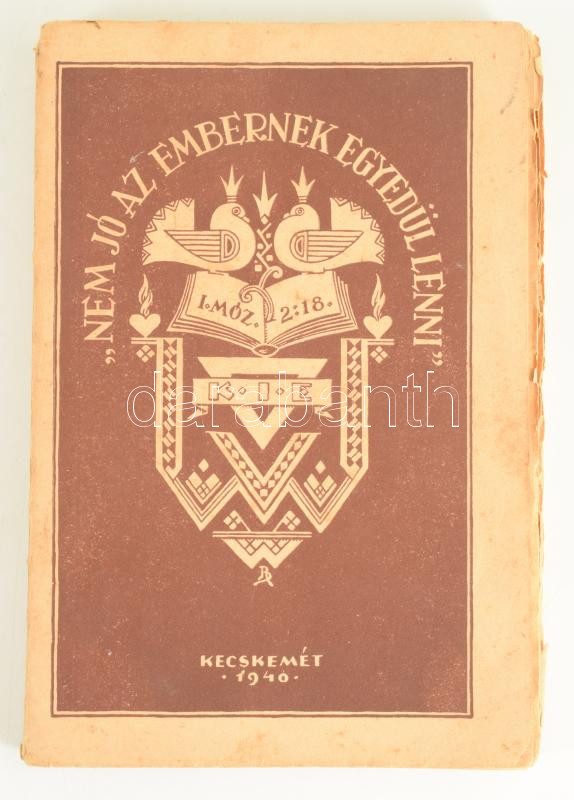 „NEM JÓ AZ EMBERNEK EGYEDÜL LENNI"
I. MÓZ. 2:18.
K·I·E
darabanth
KECSKEMÉT
·1940·